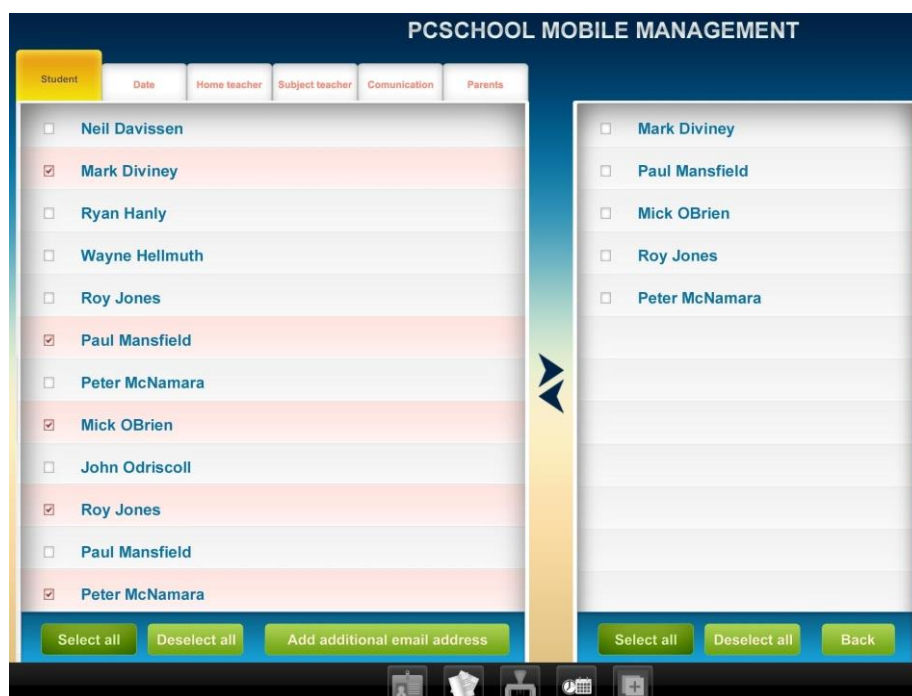 PCSCHOOL MOBILE MANAGEMENT
Student
Date
Home teacher
Subject teacher
Comunication
Parents
Neil Davissen
Mark Diviney
Ryan Hanly
Wayne Hellmuth
Roy Jones
Paul Mansfield
Peter McNamara
Mick OBrien
John Odriscoll
Roy Jones
Paul Mansfield
Peter McNamara
Select all
Deselect all
Add additional email address
Mark Diviney
Paul Mansfield
Mick OBrien
Roy Jones
Peter McNamara
Select all
Deselect all
Back